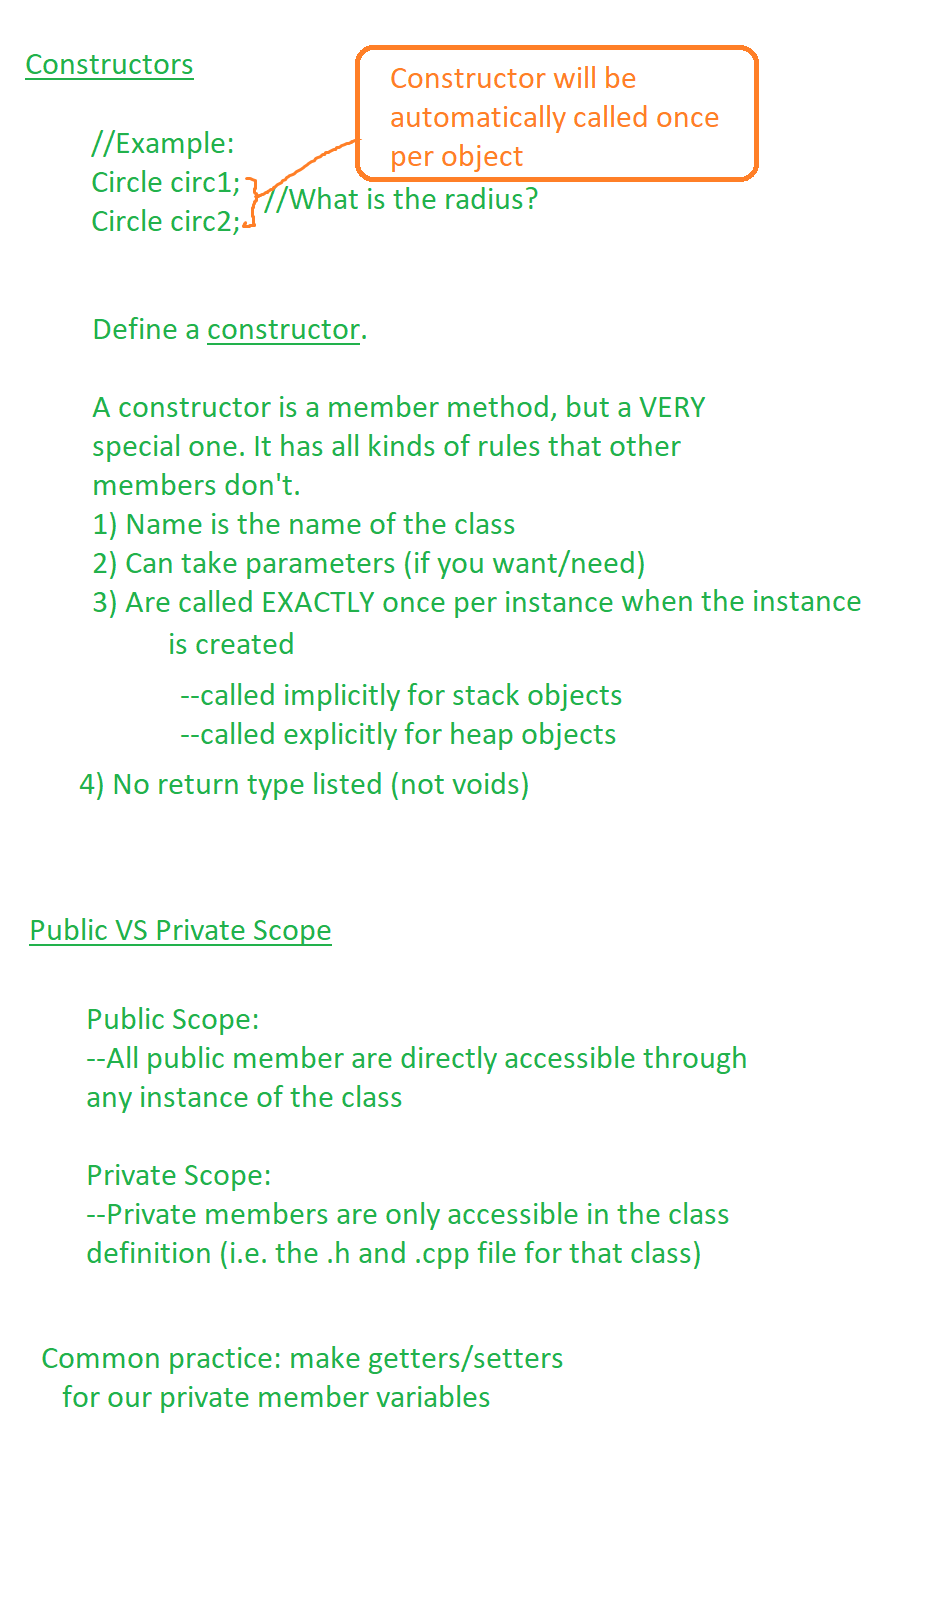 Constructors
Constructor will be
automatically called once
per object
//Example:
Circle circ1;
//What is the radius?
Circle circ2;
Define a constructor.
A constructor is a member method, but a VERY
special one. It has all kinds of rules that other
members don't.
1) Name is the name of the class
2) Can take parameters (if you want/need)
3) Are called EXACTLY once per instance when the instance
is created
--called implicitly for stack objects
--called explicitly for heap objects
4) No return type listed (not voids)
Public VS Private Scope
Public Scope:
--All public member are directly accessible through
any instance of the class
Private Scope:
--Private members are only accessible in the class
definition (i.e. the .h and .cpp file for that class)
Common practice: make getters/setters
for our private member variables